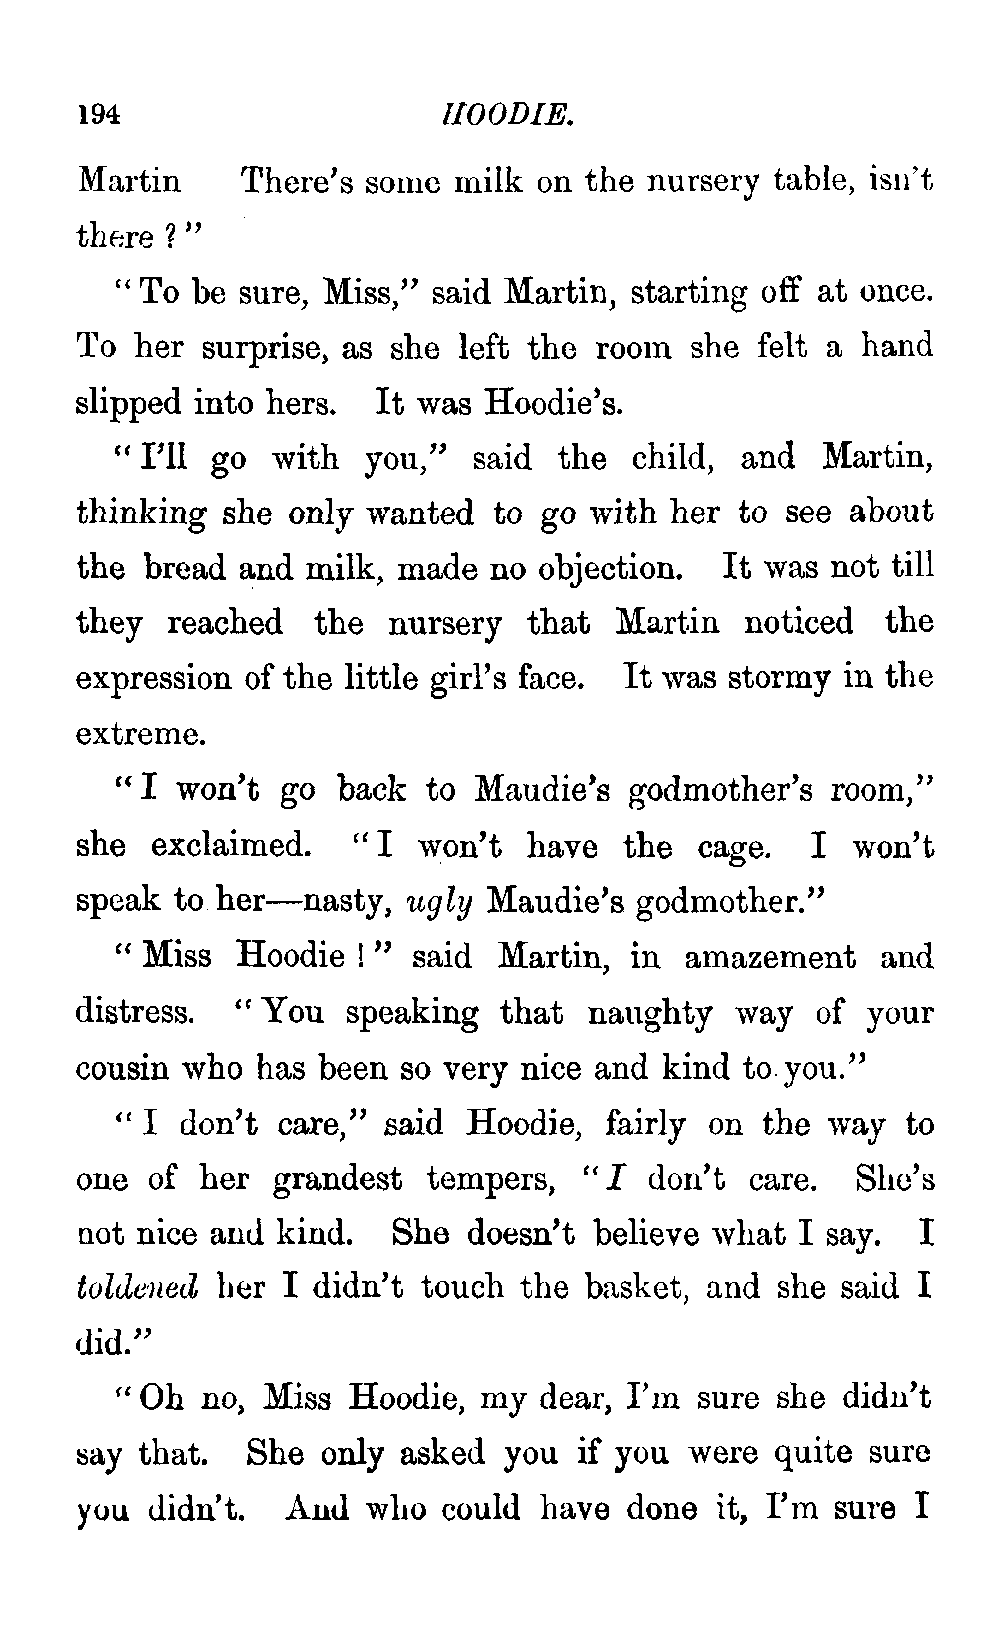 194 HOODIE.
Martin There's some milk on the nursery table, isn't
there?"
"To be sure, Miss," said Martin, starting off at once.
To her surprise, as she left the room she felt a hand
slipped into hers. It was Hoodie's.
"I'll go with you," said the child, and Martin,
thinking she only wanted to go with her to see about
the bread and milk, made no objection. It was not till
they reached the nursery that Martin noticed the
expression of the little girl's face. It was stormy in the
extreme.
"I won't go back to Maudie's godmother's room,"
she exclaimed. "I won't have the cage. I won't
speak to her—nasty, ugly Maudie's godmother."
"Miss Hoodie!" said Martin, in amazement and
distress. "You speaking that naughty way of your
cousin who has been so very nice and kind to you."
"I don't care," said Hoodie, fairly on the way to
one of her grandest tempers, "I don't care. She's
not nice and kind. She doesn't believe what I say. I
toldened her I didn't touch the basket, and she said I
did."
"Oh no, Miss Hoodie, my dear, I'm sure she didn't
say that. She only asked you if you were quite sure
you didn't. And who could have done it, I'm sure I